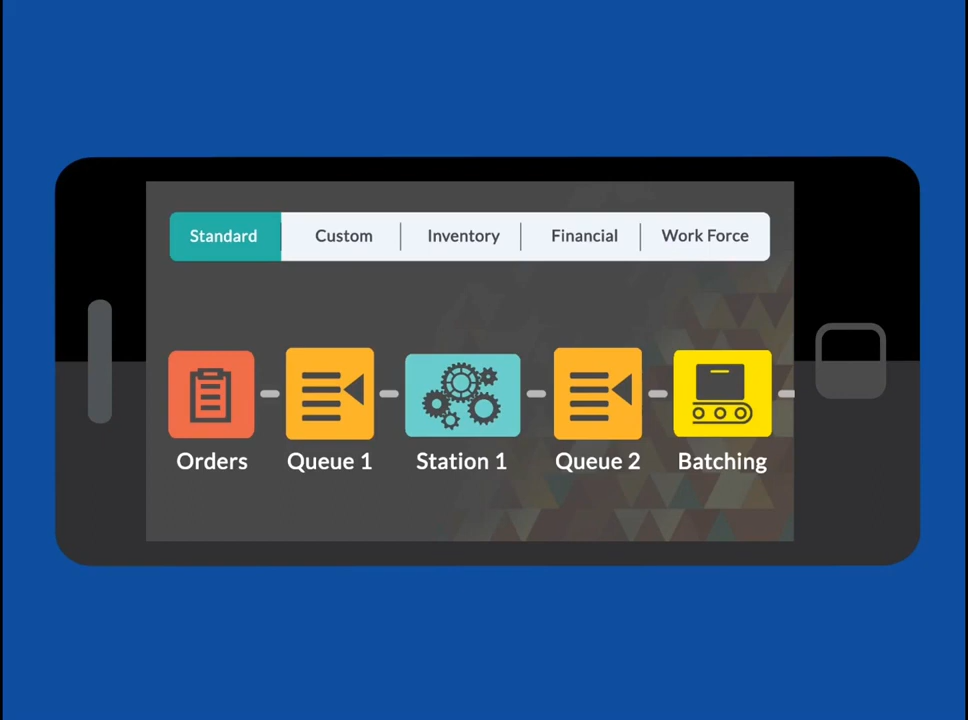 Standard Custom Inventory Financial Work Force
Orders Queue 1 Station 1 Queue 2 Batching